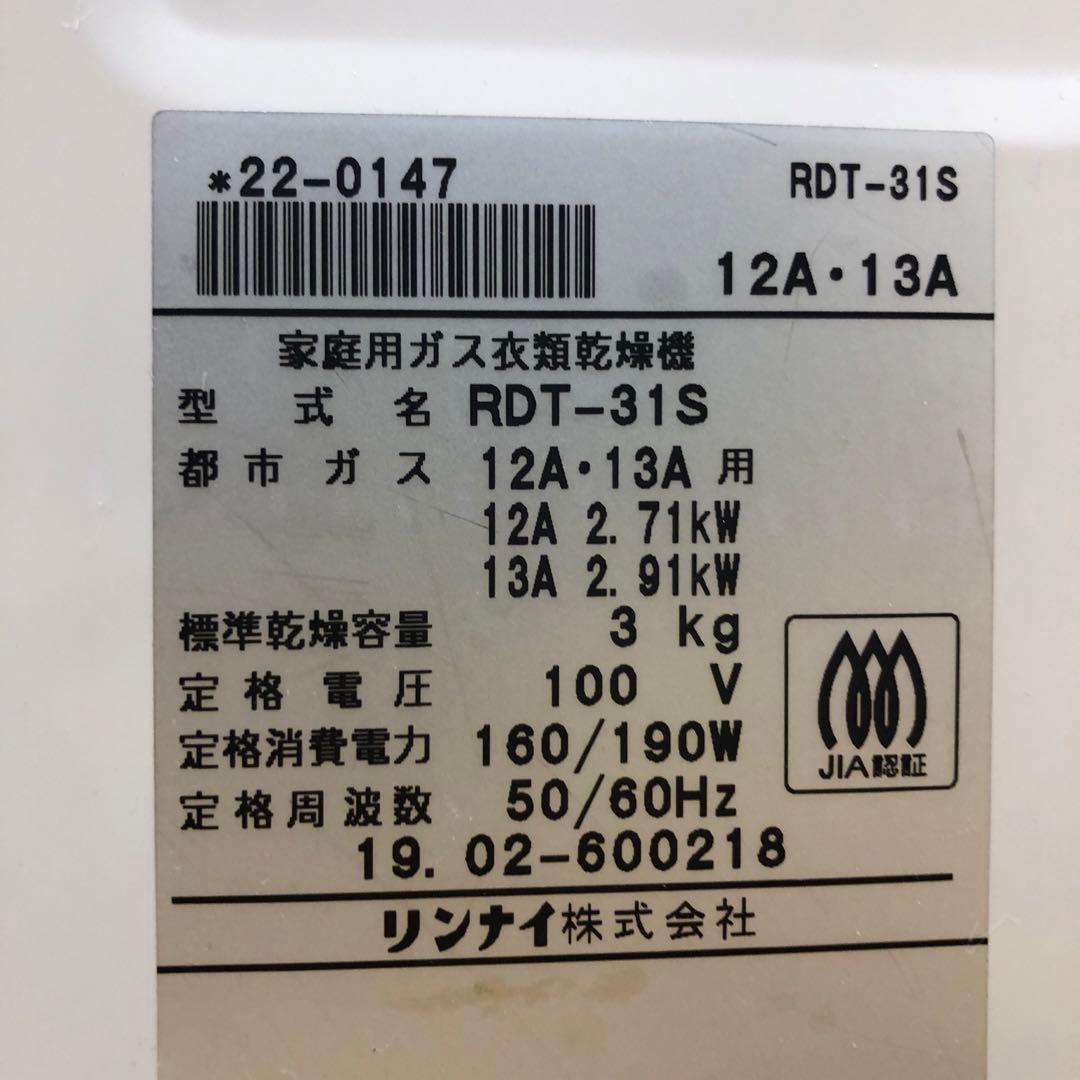 *22-0147 RDT-31S
12A・13A
家庭用ガス衣類乾燥機
型式名 RDT-31S
都市ガス 12A・13A用
12A 2.71kW
13A 2.91kW
標準乾燥容量 3 kg
定格電圧 100 V
定格消費電力 160/190W
定格周波数 50/60Hz
JIA認証
19.02-600218
リンナイ株式会社